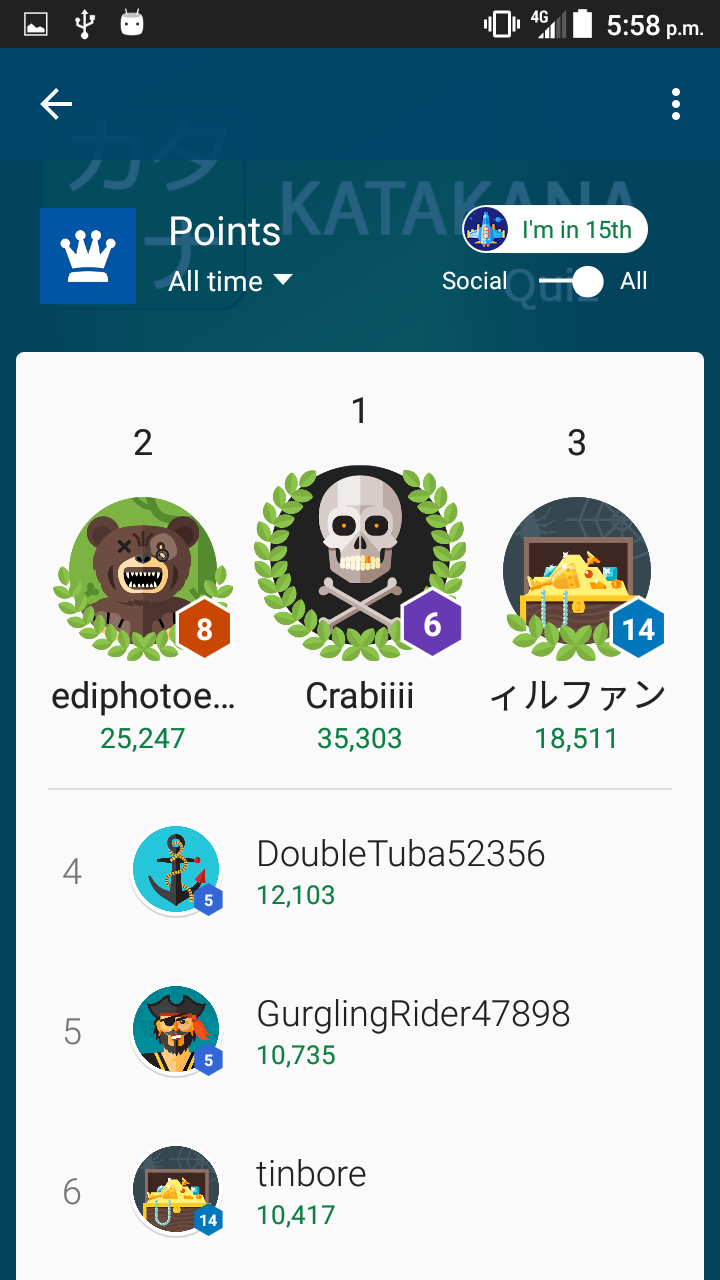 4G 5:58 p.m.
カタ
ナ
KATAKANA
Quiz
Points
I'm in 15th
All time
Social All
1
2
3
8
6
14
ediphotoe...
Crabiiii
ィルファン
25,247
35,303
18,511
4
DoubleTuba52356
12,103
5
5
GurglingRider47898
10,735
5
6
tinbore
10,417
14